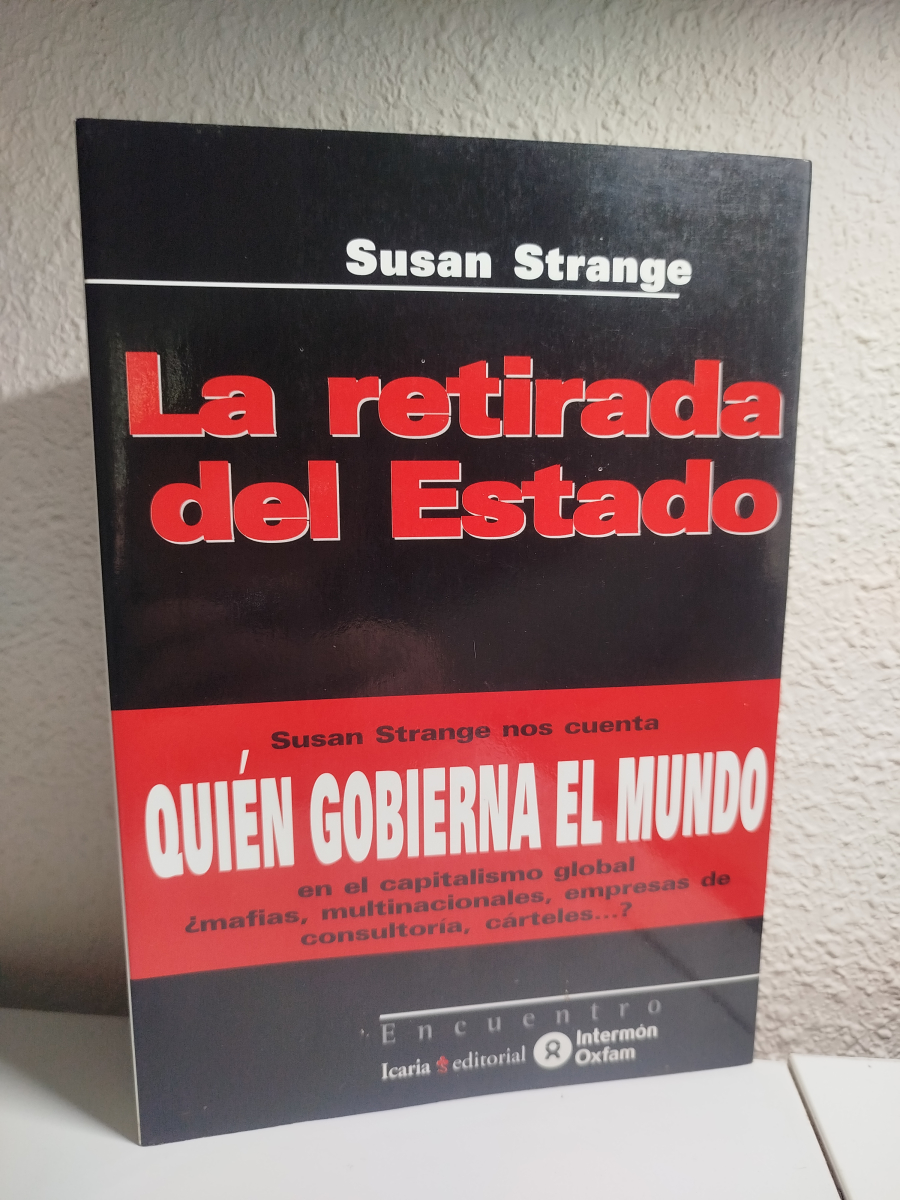 Susan Strange
La retirada
del Estado
Susan Strange nos cuenta
QUIÉN GOBIERNA EL MUNDO
en el capitalismo global
¿mafias, multinacionales, empresas de
consultoría, cárteles...?
Encuentro
Icaria editorial
Intermón
Oxfam